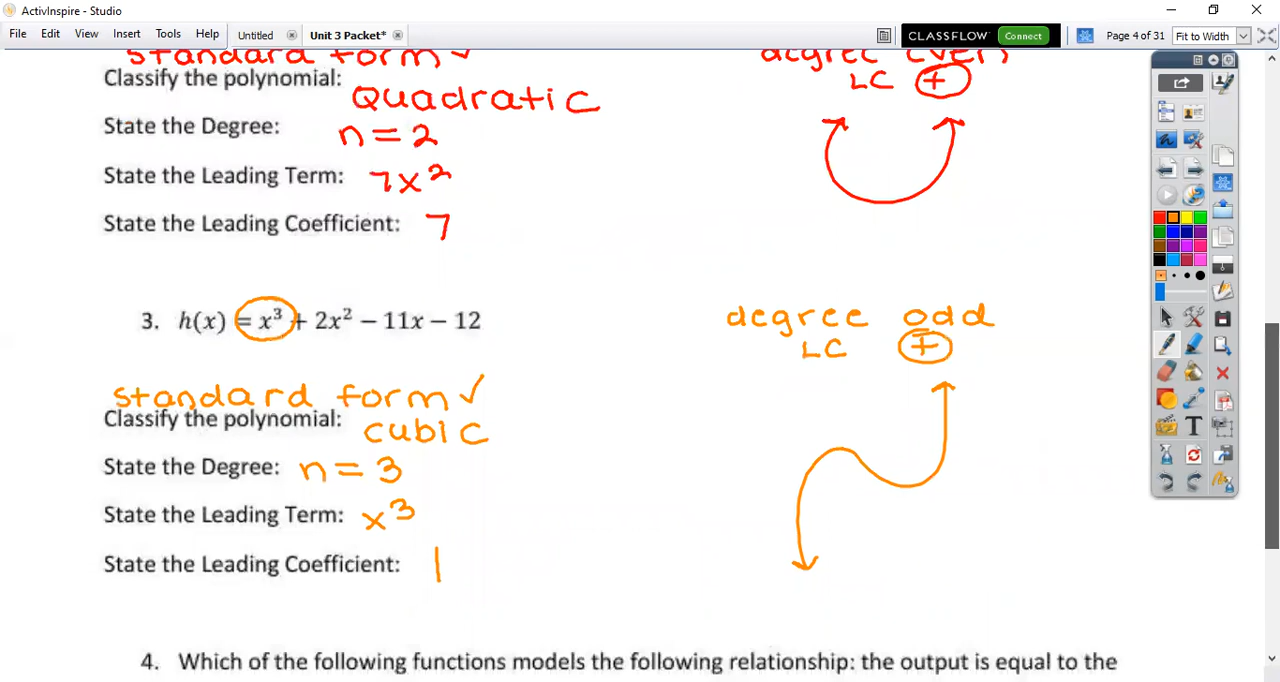 ActivInspire - Studio
File Edit View Insert Tools Help
Untitled
Unit 3 Packet*
CLASSFLOW Connect
Page 4 of 31
Fit to Width
standard form ✓
degree even
Classify the polynomial:
LC +
Quadratic
State the Degree: n = 2
State the Leading Term: 7x²
State the Leading Coefficient: 7
3. h(x) = x³ + 2x² − 11x − 12
degree odd
LC +
standard form ✓
Classify the polynomial: cubic
State the Degree: n = 3
State the Leading Term: x³
State the Leading Coefficient: 1
4. Which of the following functions models the following relationship: the output is equal to the